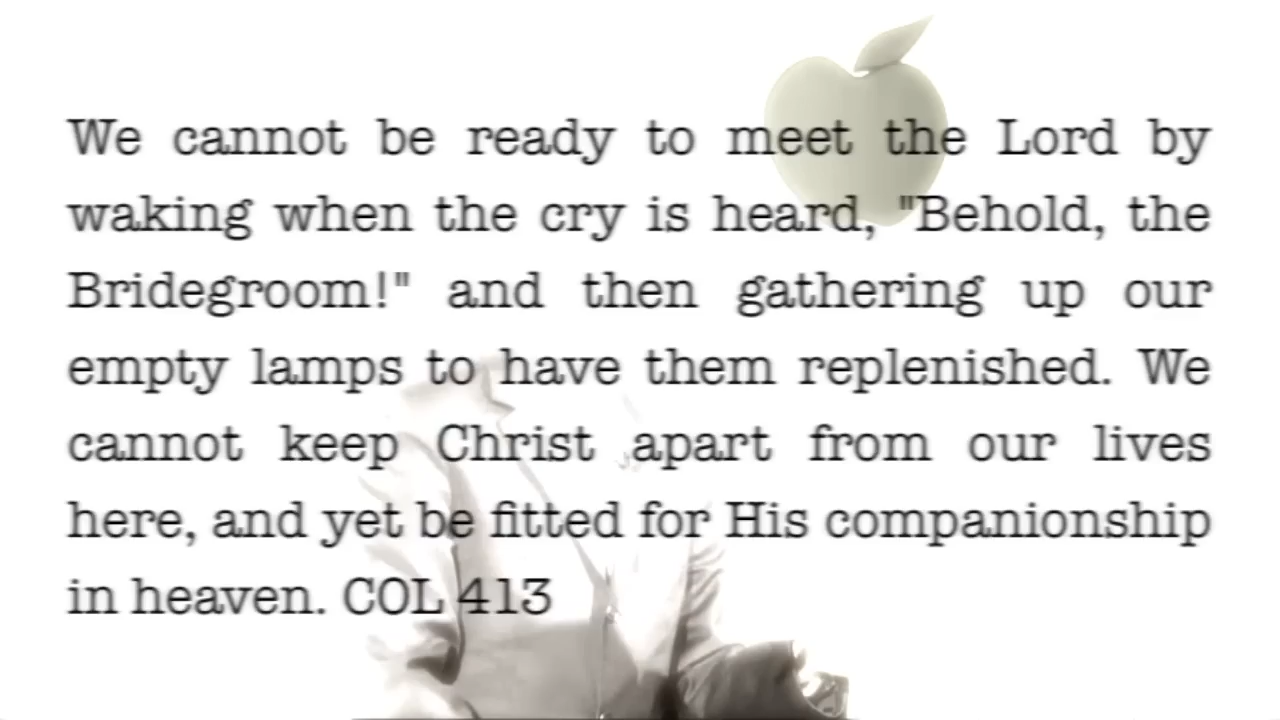 We cannot be ready to meet the Lord by
waking when the cry is heard, "Behold, the
Bridegroom!" and then gathering up our
empty lamps to have them replenished. We
cannot keep Christ apart from our lives
here, and yet be fitted for His companionship
in heaven. COL 413